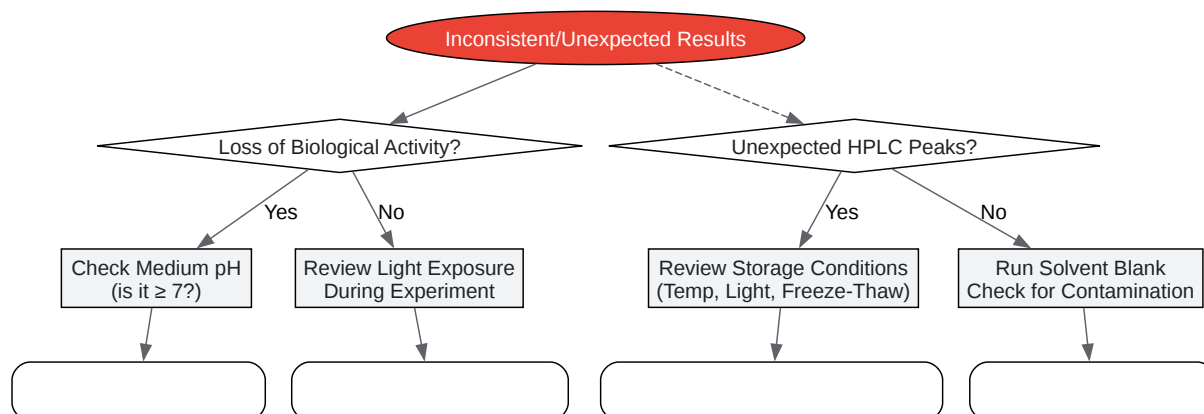 Inconsistent/Unexpected Results
Loss of Biological Activity?
Unexpected HPLC Peaks?
Yes
No
Yes
No
Check Medium pH
(is it ≥ 7?)
Review Light Exposure
During Experiment
Review Storage Conditions
(Temp, Light, Freeze-Thaw)
Run Solvent Blank
Check for Contamination